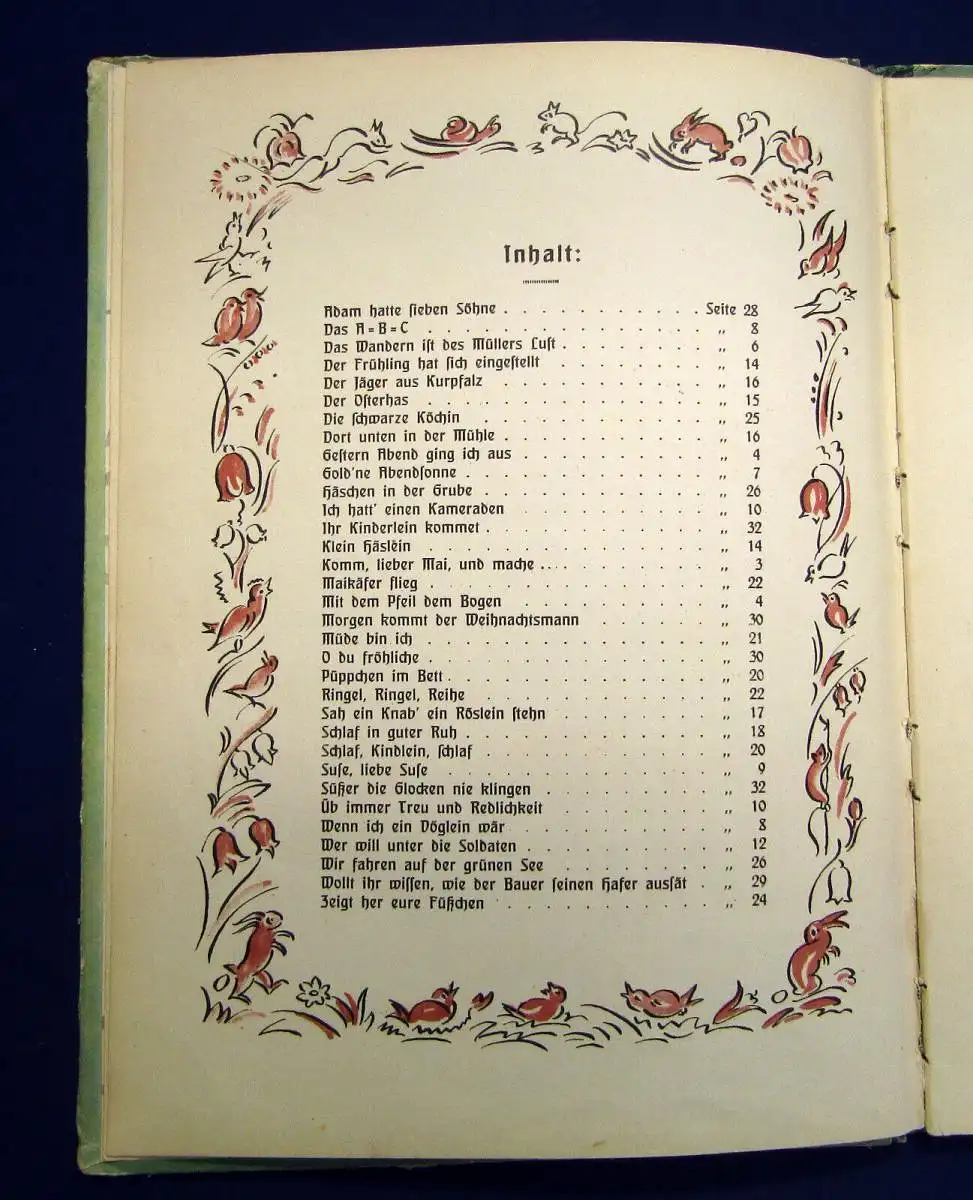 Inhalt:
Adam hatte sieben Söhne . . . . . . . . . . . Seite 28
Das A=B=C . . . . . . . . . . . . . . . „ 8
Das Wandern ist des Müllers Lust . . . . . . . . „ 6
Der Frühling hat sich eingestellt . . . . . . . . „ 14
Der Jäger aus Kurpfalz . . . . . . . . . . . „ 16
Der Osterhas . . . . . . . . . . . . . . . „ 15
Die schwarze Köchin . . . . . . . . . . . . „ 25
Dort unten in der Mühle . . . . . . . . . . . „ 16
Gestern Abend ging ich aus . . . . . . . . . . „ 4
Gold'ne Abendsonne . . . . . . . . . . . . . „ 7
Häschen in der Grube . . . . . . . . . . . . „ 26
Ich hatt' einen Kameraden . . . . . . . . . . „ 10
Ihr Kinderlein kommet . . . . . . . . . . . . „ 32
Klein Häslein . . . . . . . . . . . . . . . „ 14
Komm, lieber Mai, und mache . . . . . . . . . . „ 3
Maikäfer flieg . . . . . . . . . . . . . . . „ 22
Mit dem Pfeil dem Bogen . . . . . . . . . . „ 4
Morgen kommt der Weihnachtsmann . . . . . . . „ 30
Müde bin ich . . . . . . . . . . . . . . . „ 21
O du fröhliche . . . . . . . . . . . . . . . „ 30
Püppchen im Bett . . . . . . . . . . . . . . „ 20
Ringel, Ringel, Reihe . . . . . . . . . . . . „ 22
Sah ein Knab' ein Röslein stehn . . . . . . . . „ 17
Schlaf in guter Ruh . . . . . . . . . . . . . „ 18
Schlaf, Kindlein, schlaf . . . . . . . . . . . . „ 20
Suse, liebe Suse . . . . . . . . . . . . . . „ 9
Süßer die Glocken nie klingen . . . . . . . . . „ 32
Üb immer Treu und Redlichkeit . . . . . . . . . „ 10
Wenn ich ein Vöglein wär . . . . . . . . . . „ 8
Wer will unter die Soldaten . . . . . . . . . . „ 12
Wir fahren auf der grünen See . . . . . . . . „ 26
Wollt ihr wissen, wie der Bauer seinen Hafer aussät . „ 29
Zeigt her eure Füßchen . . . . . . . . . . . „ 24